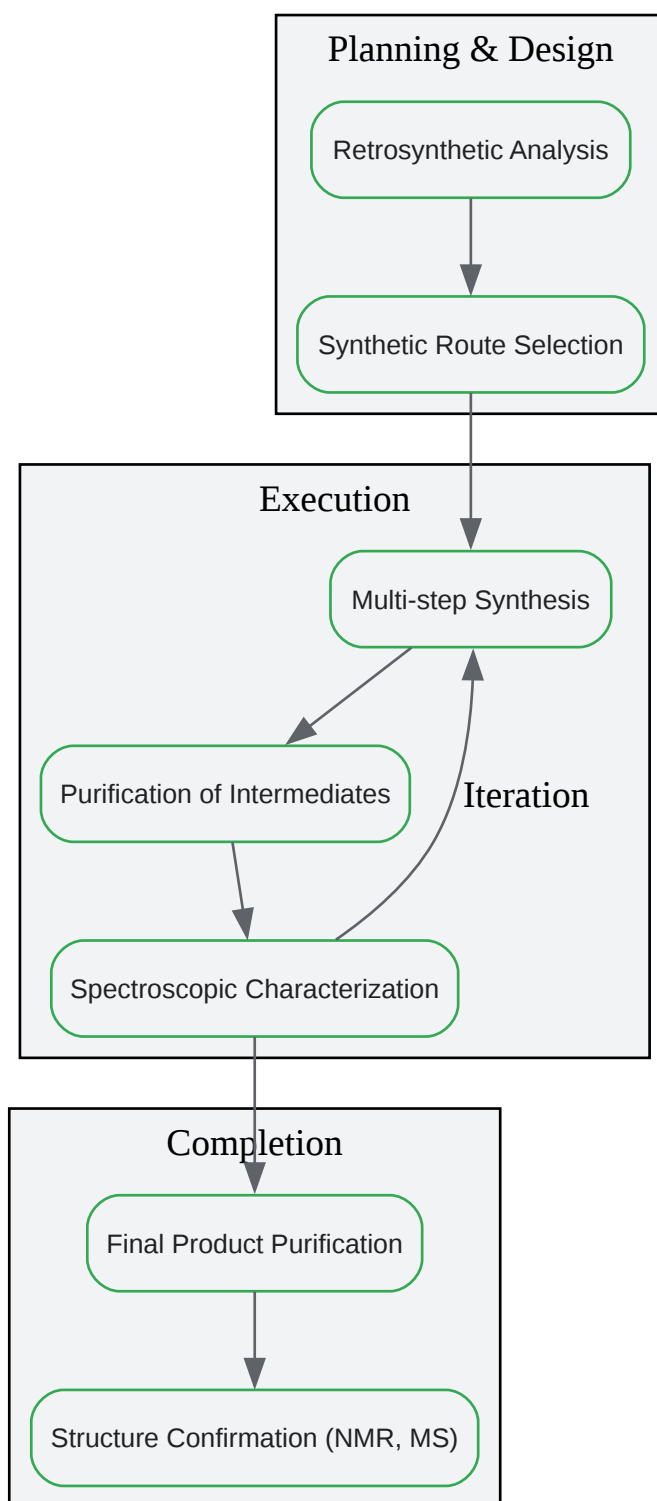 Planning & Design
Retrosynthetic Analysis
Synthetic Route Selection
Execution
Multi-step Synthesis
Purification of Intermediates
Iteration
Spectroscopic Characterization
Completion
Final Product Purification
Structure Confirmation (NMR, MS)